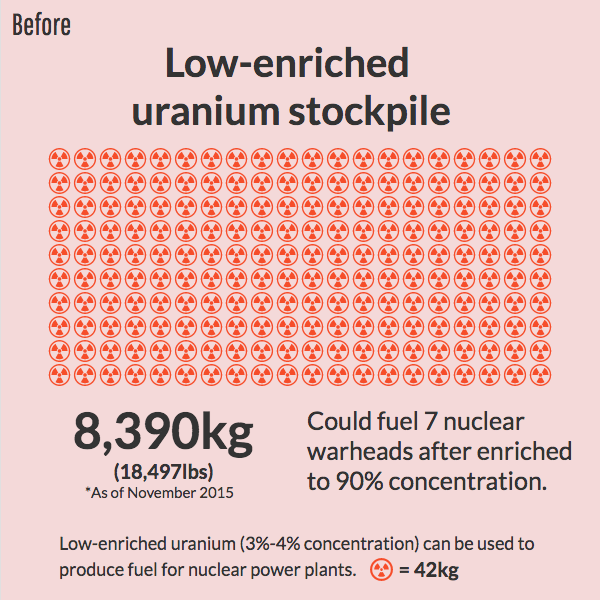 Before
Low-enriched
uranium stockpile
8,390kg
(18,497lbs)
*As of November 2015
Could fuel 7 nuclear
warheads after enriched
to 90% concentration.
Low-enriched uranium (3%-4% concentration) can be used to
produce fuel for nuclear power plants. = 42kg